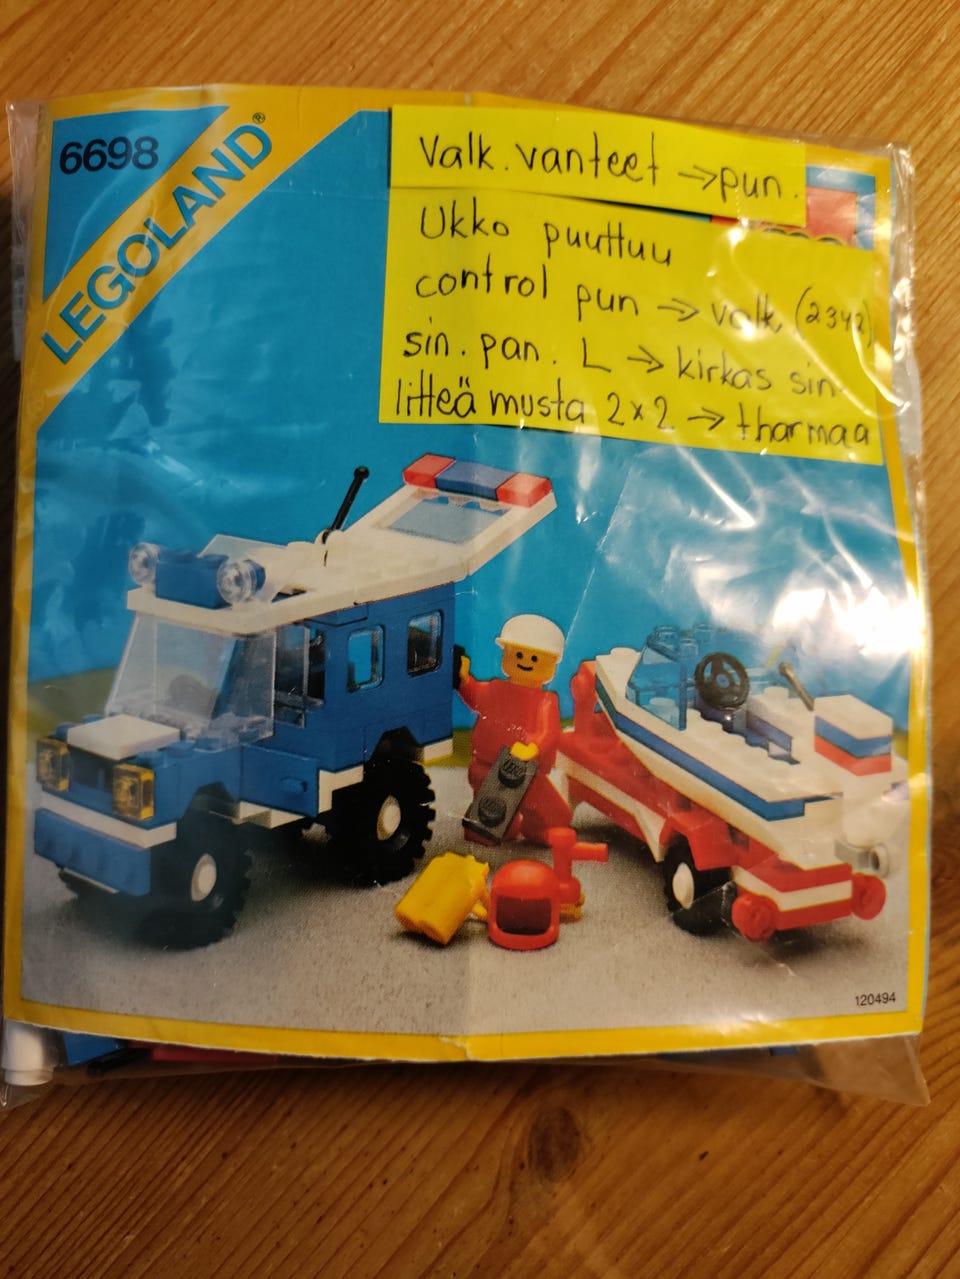 6698
LEGOLAND®
Valk. vanteet → pun.
Ukko puuttuu
control pun → valk. (2342)
sin. pan. L → kirkas sin.
litteä musta 2x2 → tharmaa
LEGO
120494